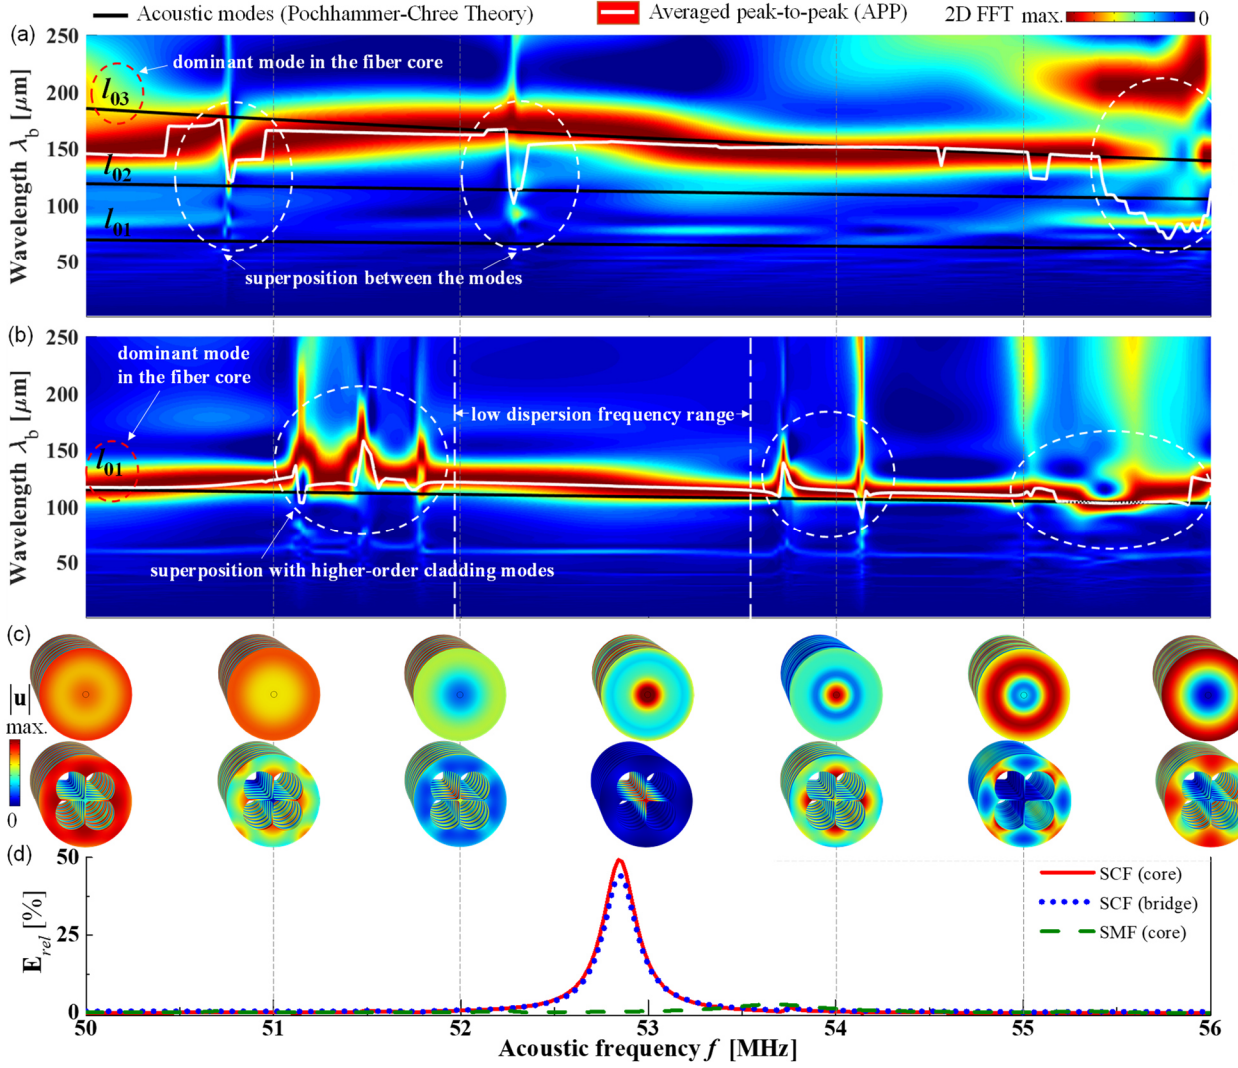 Acoustic modes (Pochhammer-Chree Theory)
Averaged peak-to-peak (APP)
2D FFT max. 0
(a)
250
200
150
100
50
Wavelength λb [μm]
dominant mode in the fiber core
l03
l02
l01
superposition between the modes
(b)
250
200
150
100
50
Wavelength λb [μm]
dominant mode
in the fiber core
low dispersion frequency range
l01
superposition with higher-order cladding modes
(c)
|u|
max.
0
(d)
50
25
0
Erel [%]
SCF (core)
SCF (bridge)
SMF (core)
50 51 52 53 54 55 56
Acoustic frequency f [MHz]